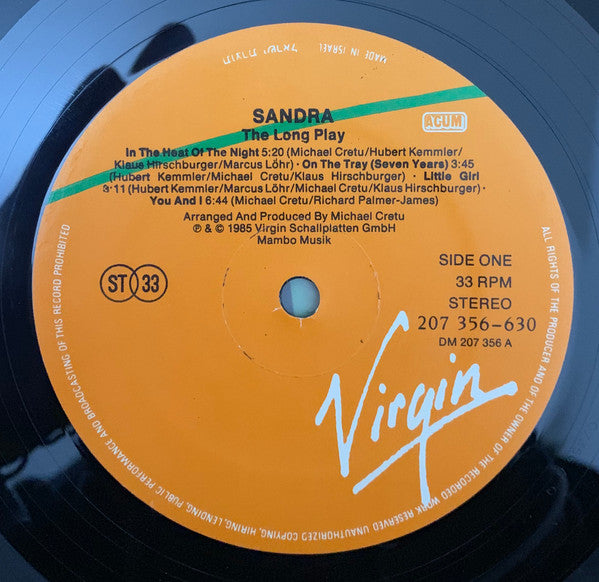 MADE IN ISRAEL תוצרת ישראל
SANDRA
The Long Play
ACUM
In The Heat Of The Night 5:20 (Michael Cretu/Hubert Kemmler/
Klaus Hirschburger/Marcus Löhr) · On The Tray (Seven Years) 3:45
(Hubert Kemmler/Michael Cretu/Klaus Hirschburger) · Little Girl
3:11 (Hubert Kemmler/Marcus Löhr/Michael Cretu/Klaus Hirschburger) ·
You And I 6:44 (Michael Cretu/Richard Palmer-James)
Arranged And Produced By Michael Cretu
℗ & © 1985 Virgin Schallplatten GmbH
Mambo Musik
ST 33
SIDE ONE
33 RPM
STEREO
207 356-630
DM 207 356 A
Virgin
ALL RIGHTS OF THE PRODUCER AND OF THE OWNER OF THE RECORDED WORK RESERVED UNAUTHORIZED COPYING, HIRING, LENDING, PUBLIC PERFORMANCE AND BROADCASTING OF THIS RECORD PROHIBITED